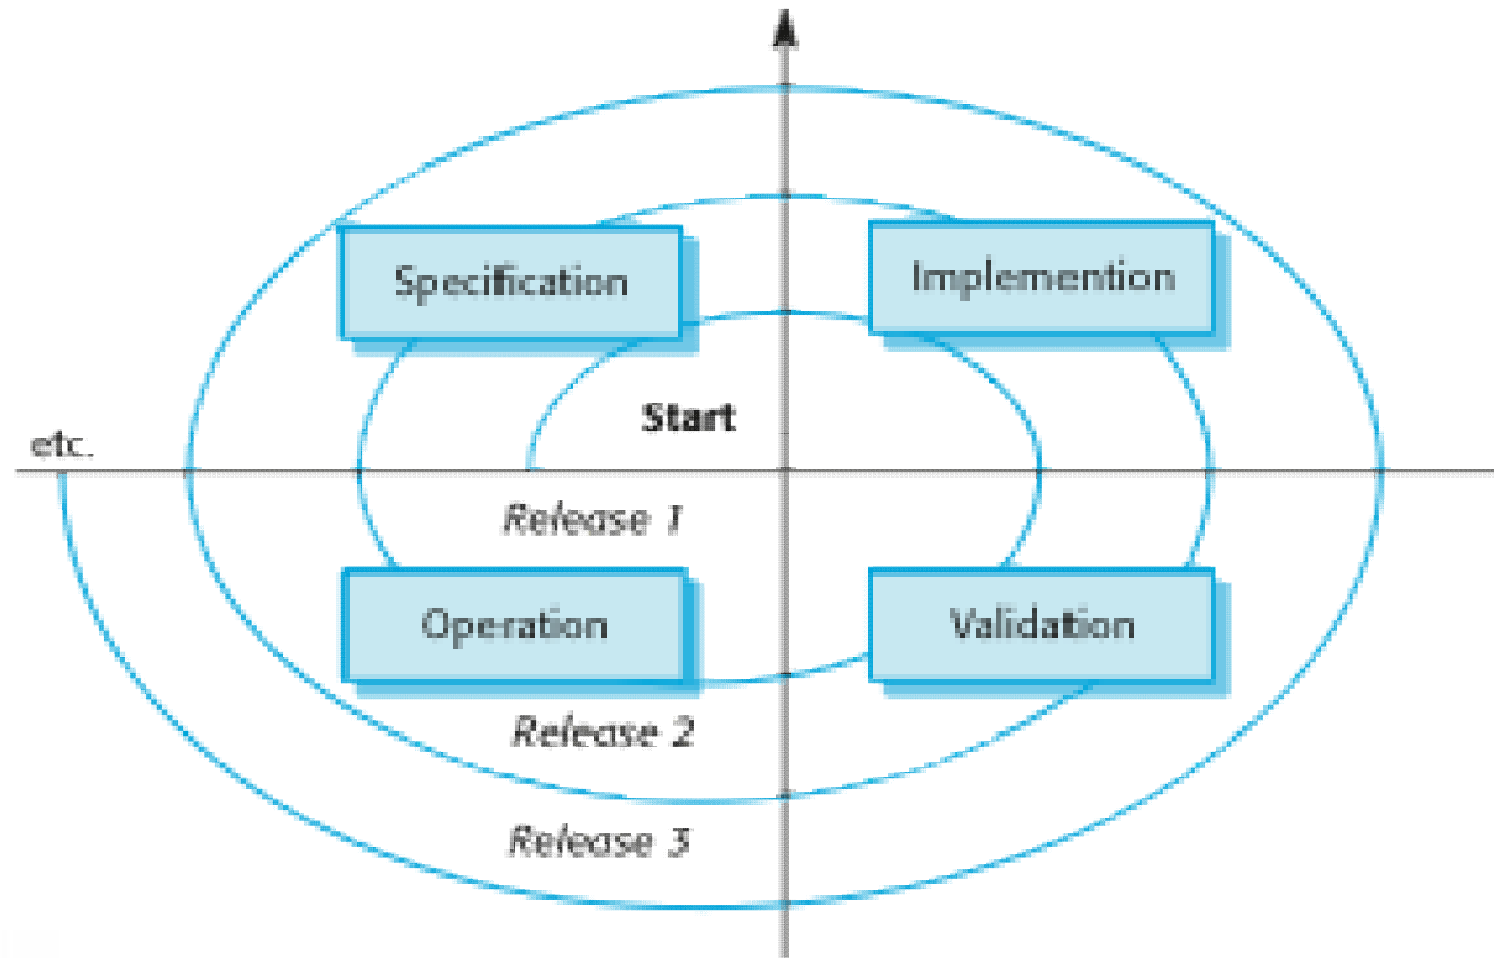 Specification
Implemention
Start
etc.
Release 1
Operation
Validation
Release 2
Release 3